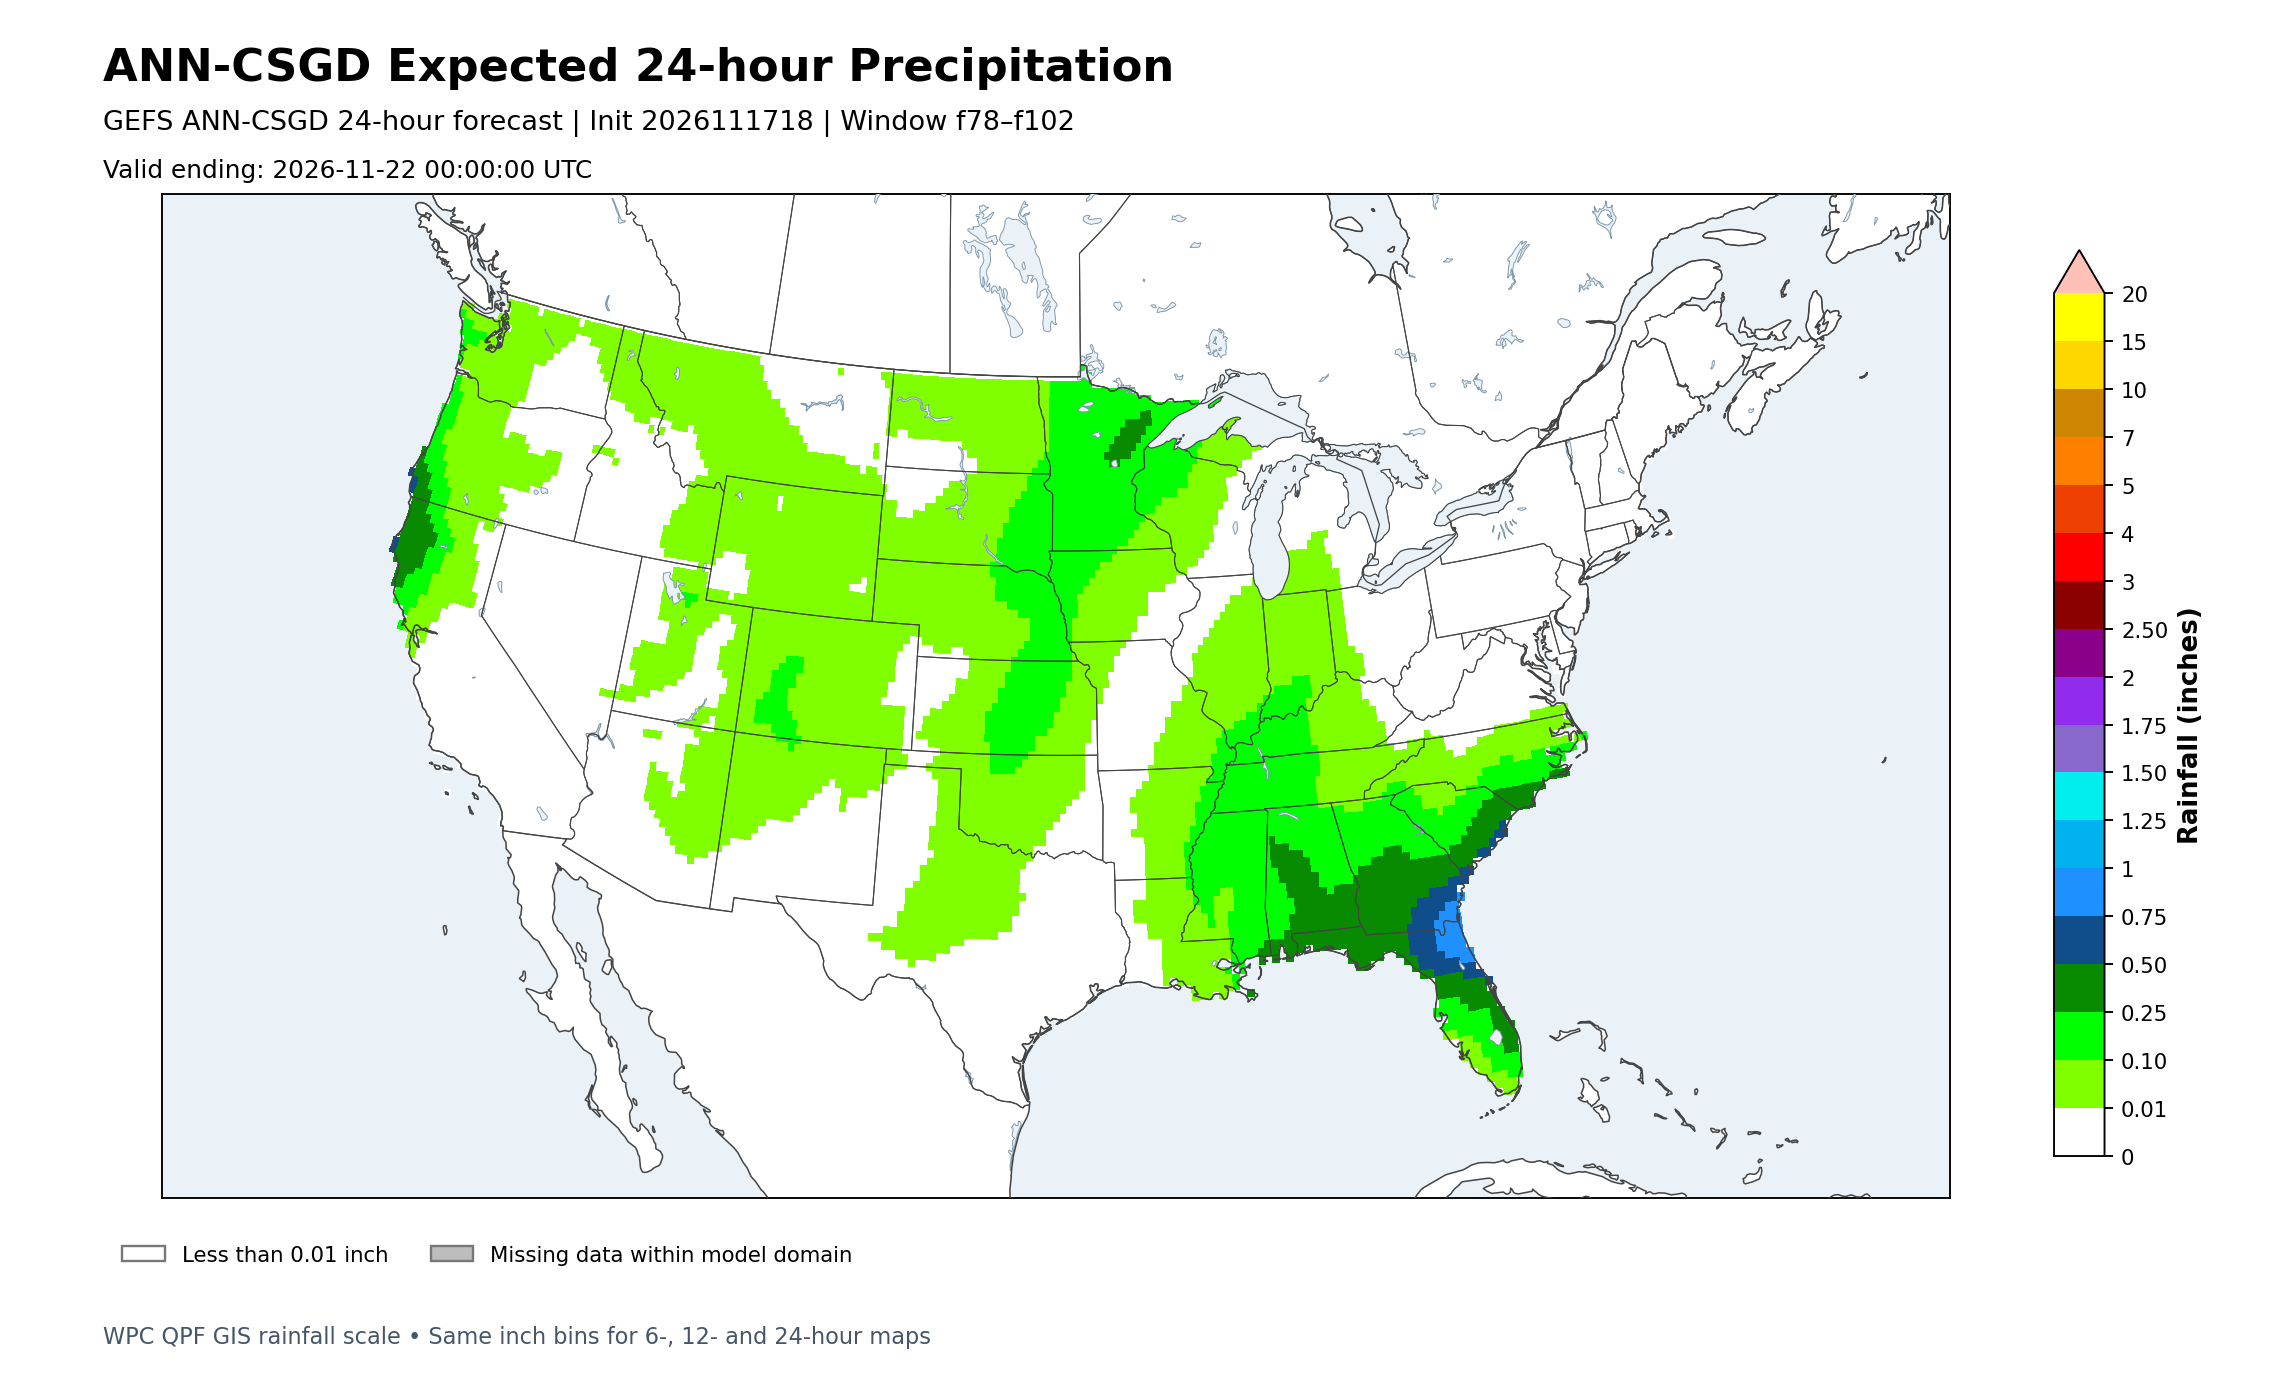 ANN-CSGD Expected 24-hour Precipitation
GEFS ANN-CSGD 24-hour forecast | Init 2026111718 | Window f78–f102
Valid ending: 2026-11-22 00:00:00 UTC
20
15
10
7
5
4
3
2.50
2
1.75
1.50
1.25
1
0.75
0.50
0.25
0.10
0.01
0
Rainfall (inches)
Less than 0.01 inch
Missing data within model domain
WPC QPF GIS rainfall scale • Same inch bins for 6-, 12- and 24-hour maps